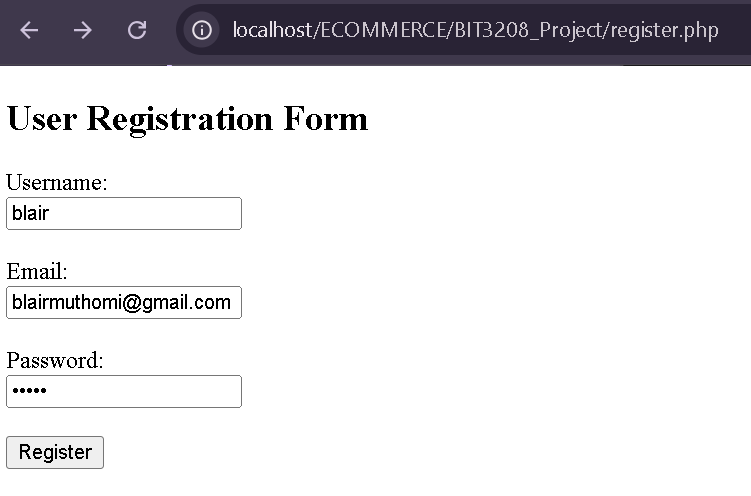 localhost/ECOMMERCE/BIT3208_Project/register.php
User Registration Form
Username:
blair
Email:
blairmuthomi@gmail.com
Password:
•••••
Register